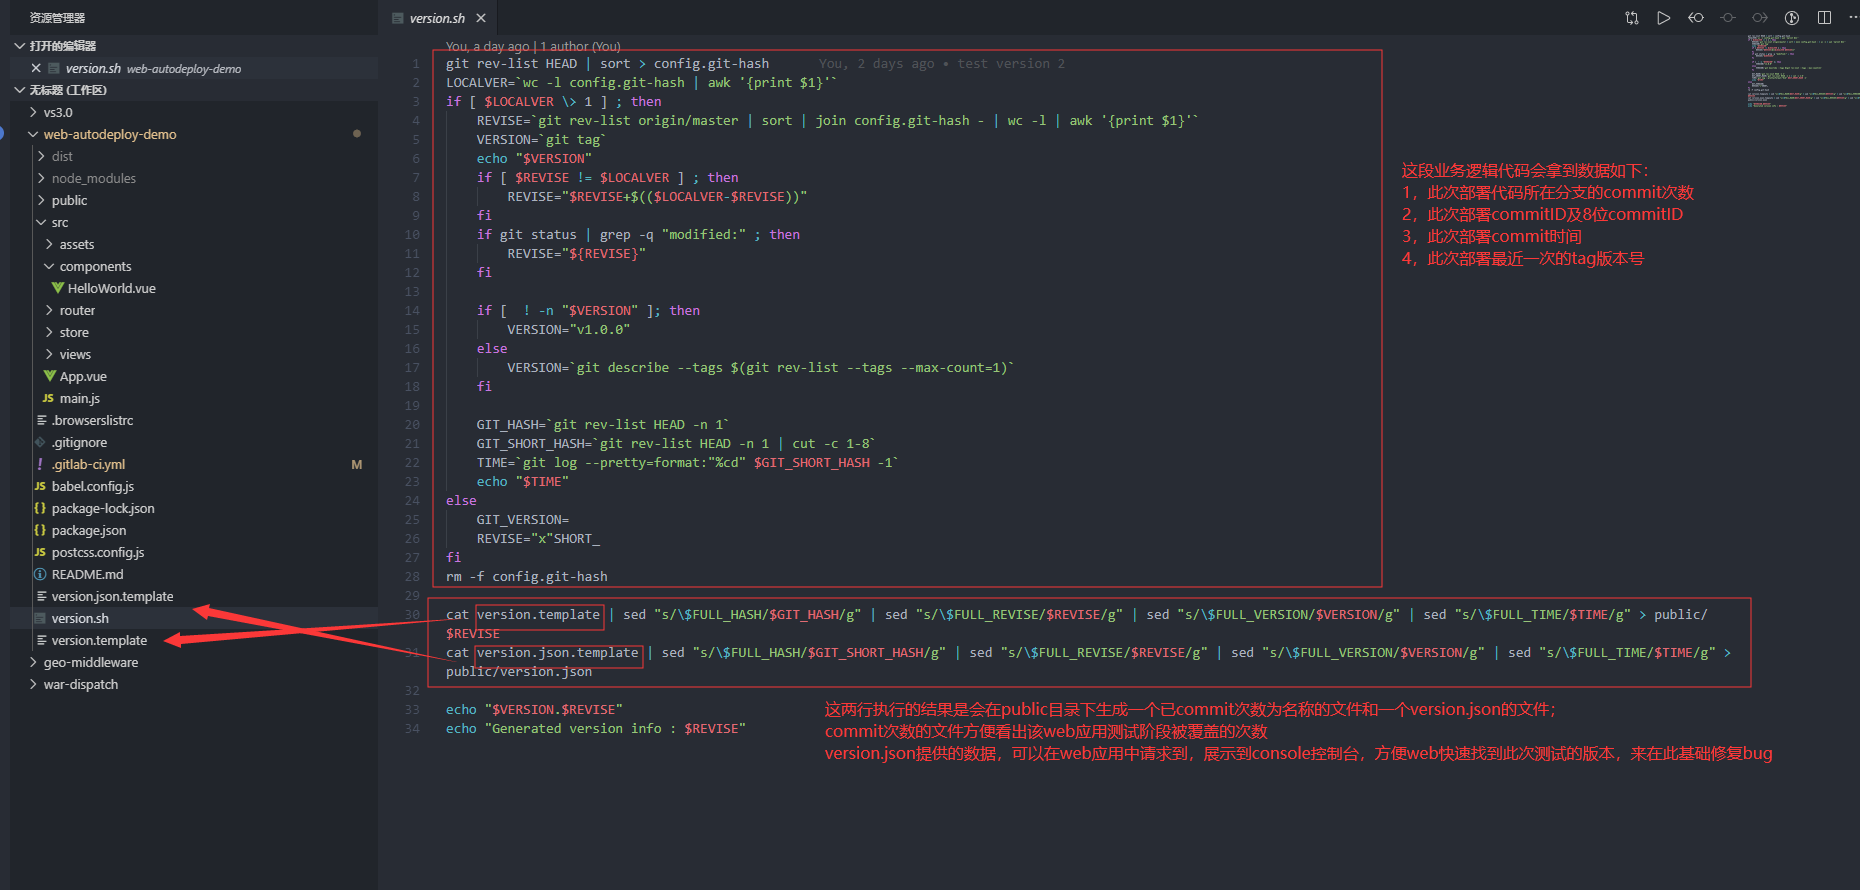 资源管理器
打开的编辑器
version.sh web-autodeploy-demo
无标题 (工作区)
vs3.0
web-autodeploy-demo
dist
node_modules
public
src
assets
components
HelloWorld.vue
router
store
views
App.vue
main.js
.browserslistrc
.gitignore
.gitlab-ci.yml M
babel.config.js
package-lock.json
package.json
postcss.config.js
README.md
version.json.template
version.sh
version.template
geo-middleware
war-dispatch
version.sh
You, a day ago | 1 author (You)
1 git rev-list HEAD | sort > config.git-hash You, 2 days ago • test version 2
2 LOCALVER=`wc -l config.git-hash | awk '{print $1}'`
3 if [ $LOCALVER \> 1 ] ; then
4 REVISE=`git rev-list origin/master | sort | join config.git-hash - | wc -l | awk '{print $1}'`
5 VERSION=`git tag`
6 echo "$VERSION"
7 if [ $REVISE != $LOCALVER ] ; then
8 REVISE="$REVISE+$(($LOCALVER-$REVISE))"
9 fi
10 if git status | grep -q "modified:" ; then
11 REVISE="${REVISE}"
12 fi
13
14 if [  ! -n "$VERSION" ]; then
15 VERSION="v1.0.0"
16 else
17 VERSION=`git describe --tags $(git rev-list --tags --max-count=1)`
18 fi
19
20 GIT_HASH=`git rev-list HEAD -n 1`
21 GIT_SHORT_HASH=`git rev-list HEAD -n 1 | cut -c 1-8`
22 TIME=`git log --pretty=format:"%cd" $GIT_SHORT_HASH -1`
23 echo "$TIME"
24 else
25 GIT_VERSION=
26 REVISE="x"SHORT_
27 fi
28 rm -f config.git-hash
29
30 cat version.template | sed "s/\$FULL_HASH/$GIT_HASH/g" | sed "s/\$FULL_REVISE/$REVISE/g" | sed "s/\$FULL_VERSION/$VERSION/g" | sed "s/\$FULL_TIME/$TIME/g" > public/
$REVISE
31 cat version.json.template | sed "s/\$FULL_HASH/$GIT_SHORT_HASH/g" | sed "s/\$FULL_REVISE/$REVISE/g" | sed "s/\$FULL_VERSION/$VERSION/g" | sed "s/\$FULL_TIME/$TIME/g" >
public/version.json
32
33 echo "$VERSION.$REVISE"
34 echo "Generated version info : $REVISE"
这段业务逻辑代码会拿到数据如下：
1，此次部署代码所在分支的commit次数
2，此次部署commitID及8位commitID
3，此次部署commit时间
4，此次部署最近一次的tag版本号
这两行执行的结果是会在public目录下生成一个已commit次数为名称的文件和一个version.json的文件；
commit次数的文件方便看出该web应用测试阶段被覆盖的次数
version.json提供的数据，可以在web应用中请求到，展示到console控制台，方便web快速找到此次测试的版本，来在此基础修复bug